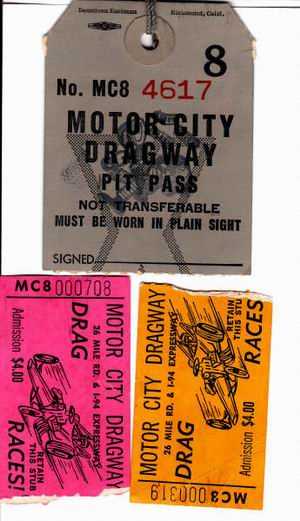 Downtown Eastmon Richmond, Calif.
8
No. MC8 4617
MOTOR CITY
DRAGWAY
PIT PASS
NOT TRANSFERABLE
MUST BE WORN IN PLAIN SIGHT
SIGNED
MC8 000708
MOTOR CITY DRAGWAY
26 MILE RD. & I-94 EXPRESSWAY
DRAG
RACES!
Admission $4.00
RETAIN
THIS STUB
MOTOR CITY DRAGWAY
26 MILE RD. & I-94 EXPRESSWAY
DRAG
RACES!
Admission $4.00
RETAIN
THIS STUB
MC8 000319